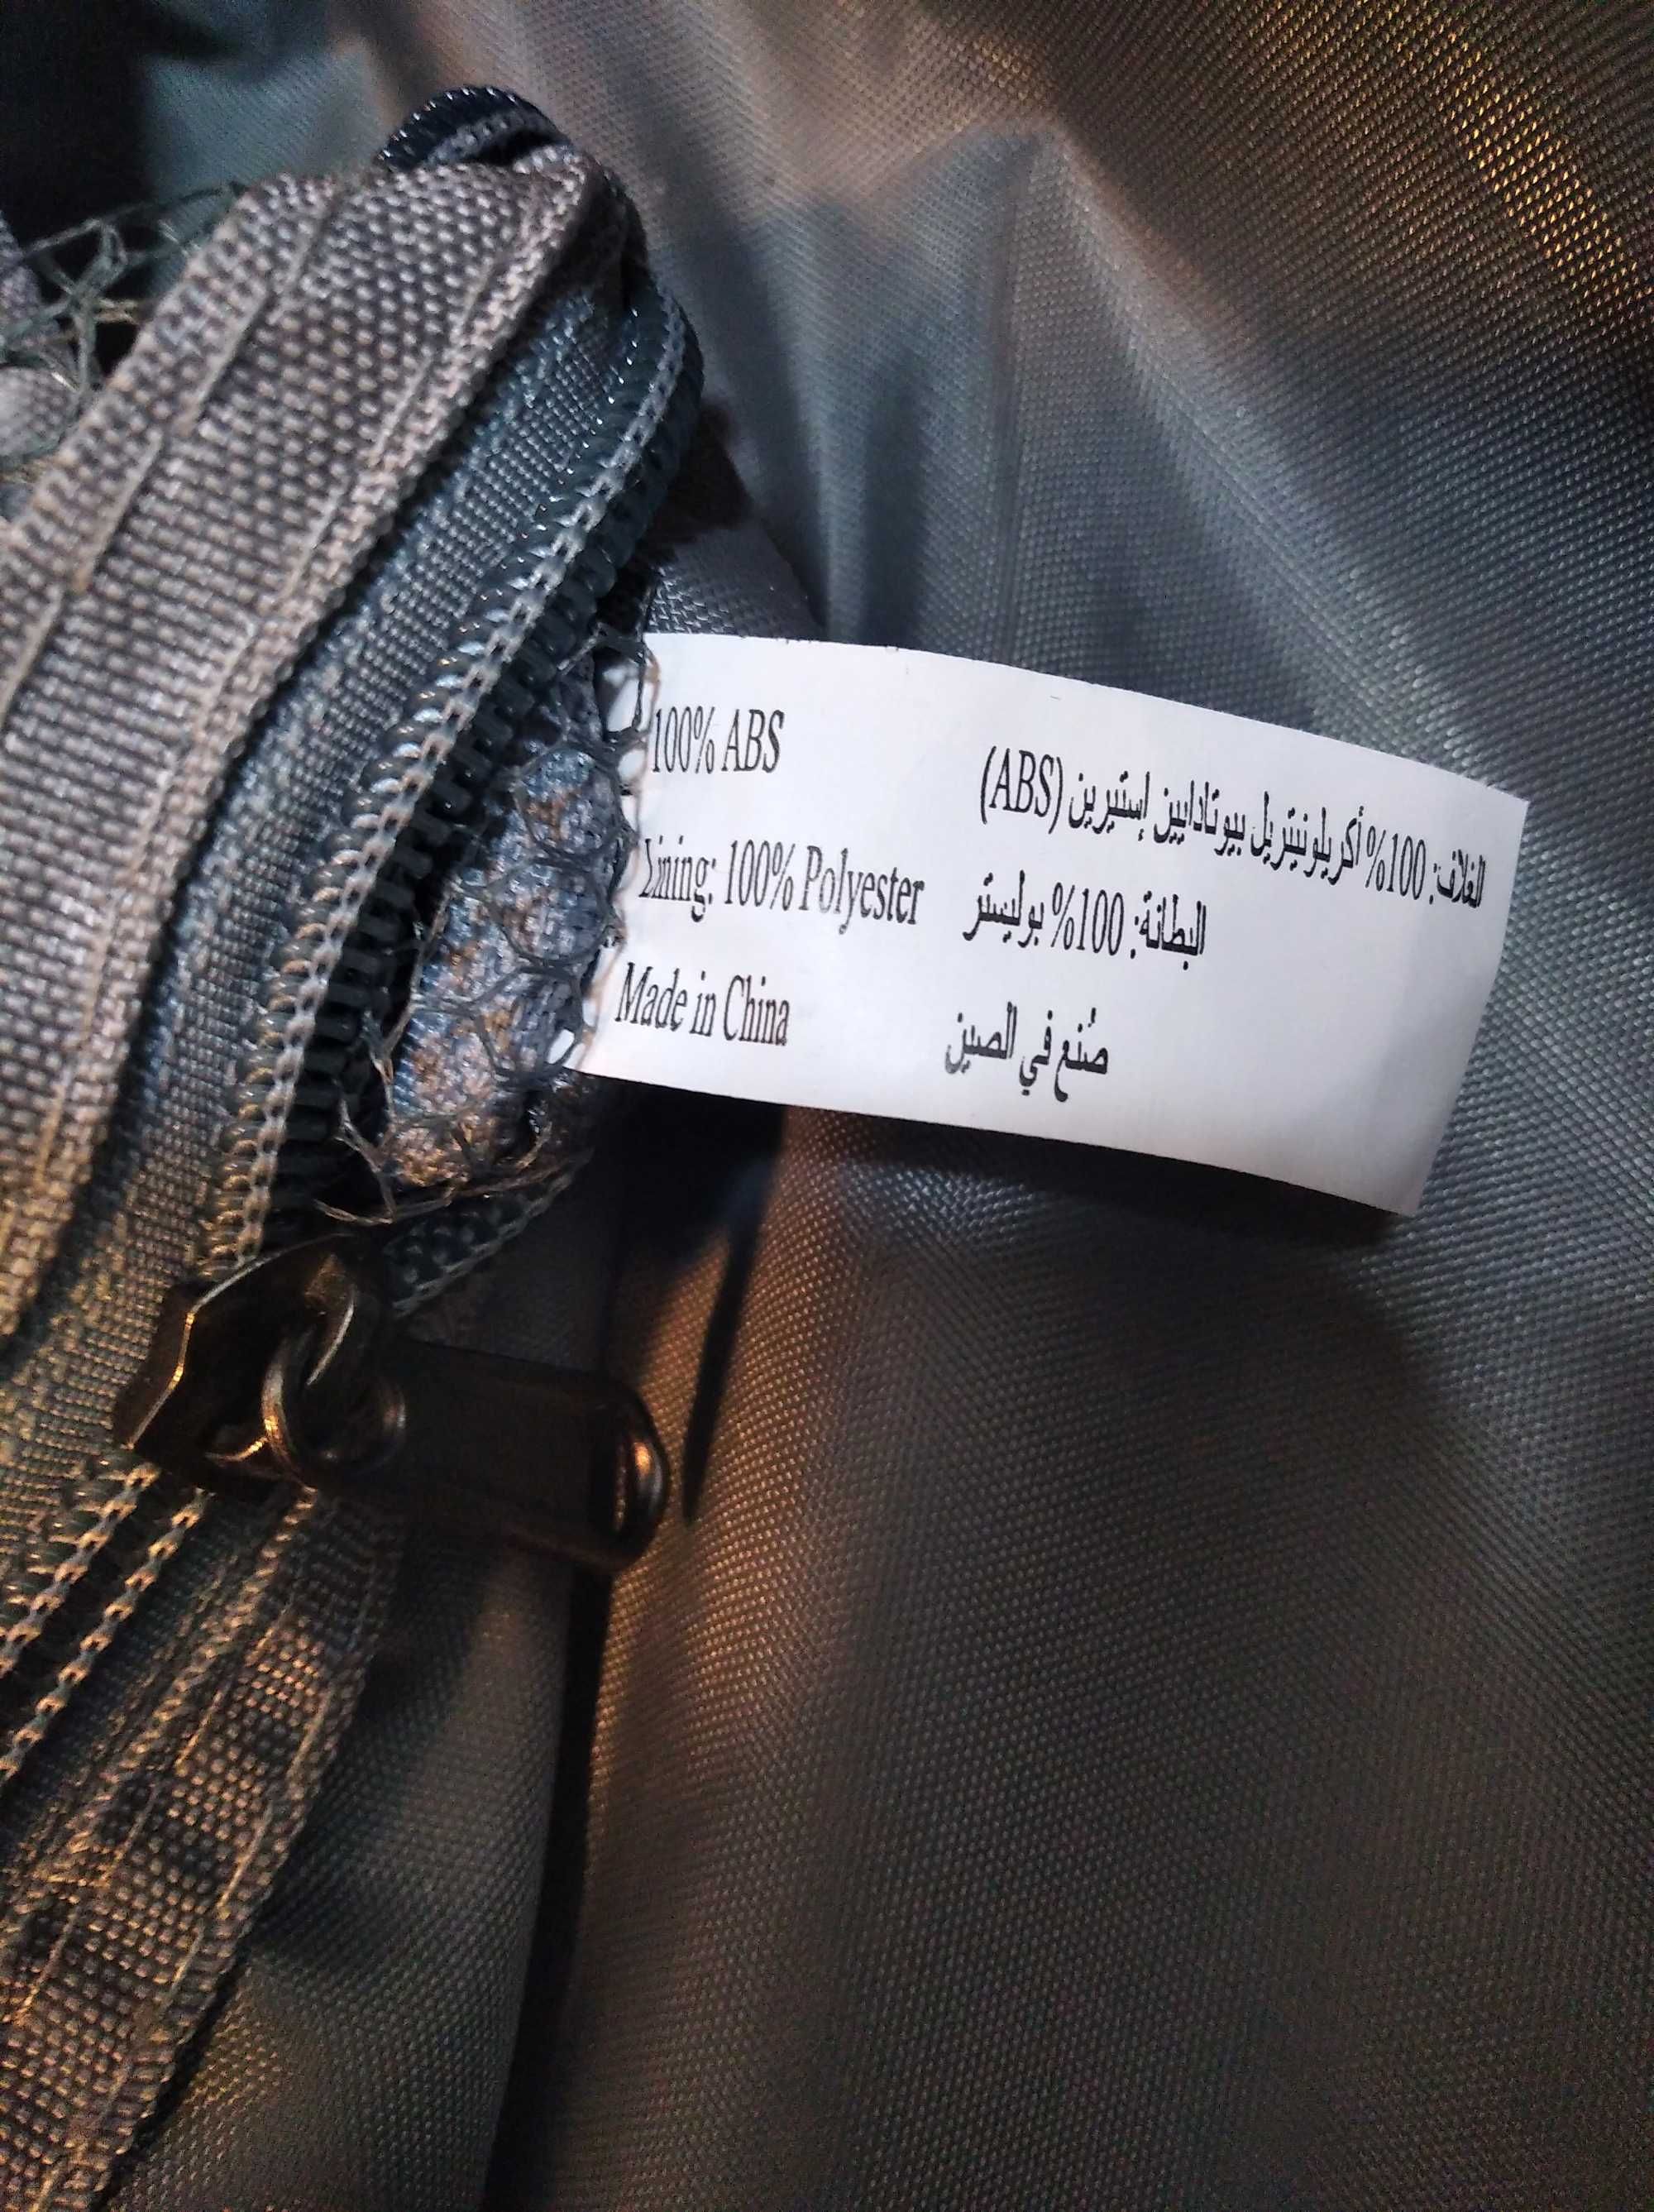 100% ABS
Lining: 100% Polyester
Made in China
الغلاف: 100% أكريلونيتريل بيوتادايين إستيرين (ABS)
البطانة: 100% بوليستر
صُنع في الصين